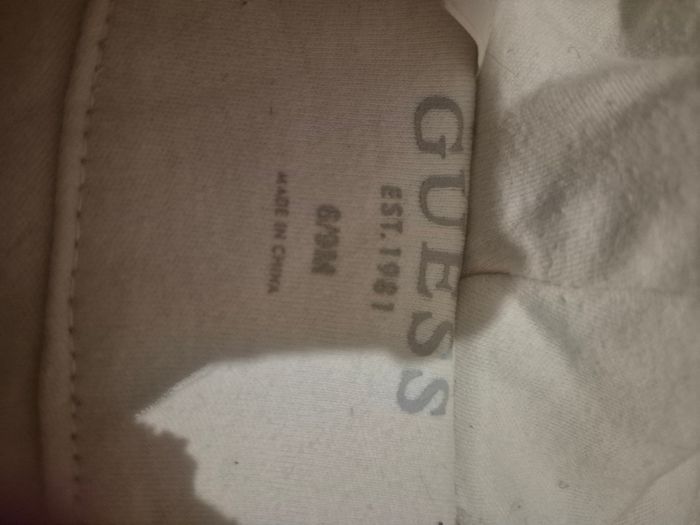 GUESS
EST. 1981
6/9M
MADE IN CHINA